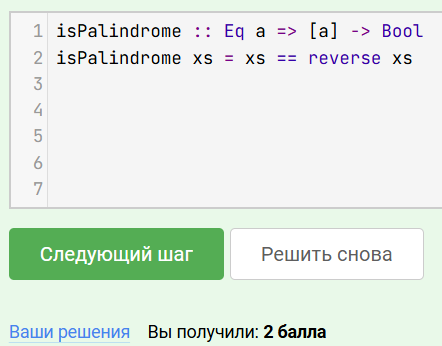 1 isPalindrome :: Eq a => [a] -> Bool
2 isPalindrome xs = xs == reverse xs
3
4
5
6
7
Следующий шаг Решить снова
Ваши решения Вы получили: 2 балла